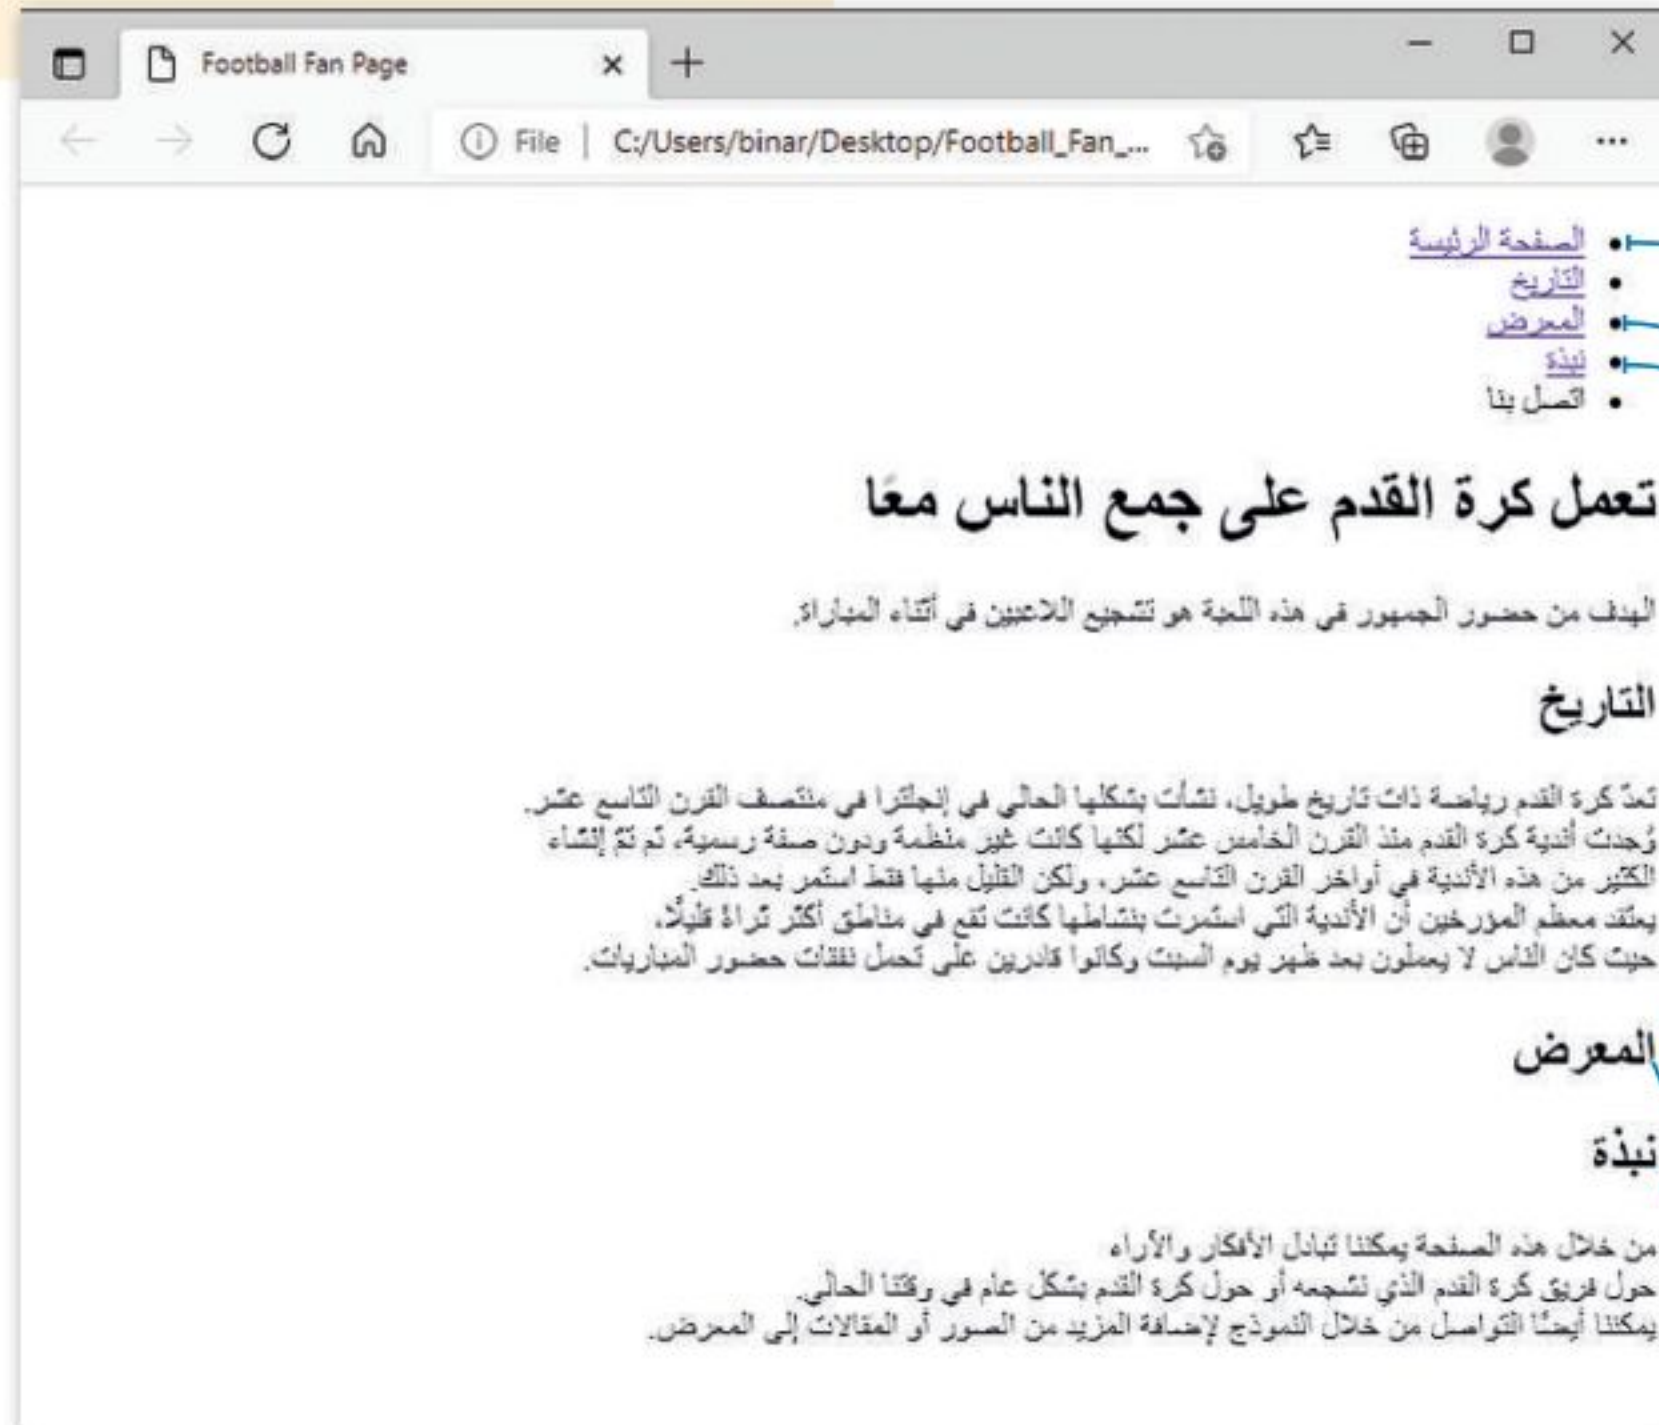 Football Fan Page
File | C:/Users/binar/Desktop/Football_Fan_...
الصفحة الرئيسة
التاريخ
المعرض
نبذة
اتصل بنا
تعمل كرة القدم على جمع الناس معًا
الهدف من حضور الجمهور في هذه اللعبة هو تشجيع اللاعبين في أثناء المباراة.
التاريخ
تعدّ كرة القدم رياضة ذات تاريخ طويل، نشأت بشكلها الحالي في إنجلترا في منتصف القرن التاسع عشر.
وُجدت أندية كرة القدم منذ القرن الخامس عشر لكنها كانت غير منظمة ودون صفة رسمية، ثم تمّ إنشاء
الكثير من هذه الأندية في أواخر القرن التاسع عشر، ولكن القليل منها فقط استمر بعد ذلك.
يعتقد معظم المؤرخين أن الأندية التي استمرت بنشاطها كانت تقع في مناطق أكثر ثراءً قليلًا،
حيث كان الناس لا يعملون بعد ظهر يوم السبت وكانوا قادرين على تحمل نفقات حضور المباريات.
المعرض
نبذة
من خلال هذه الصفحة يمكننا تبادل الأفكار والآراء
حول فريق كرة القدم الذي نشجعه أو حول كرة القدم بشكل عام في وقتنا الحالي.
يمكننا أيضًا التواصل من خلال النموذج لإضافة المزيد من الصور أو المقالات إلى المعرض.